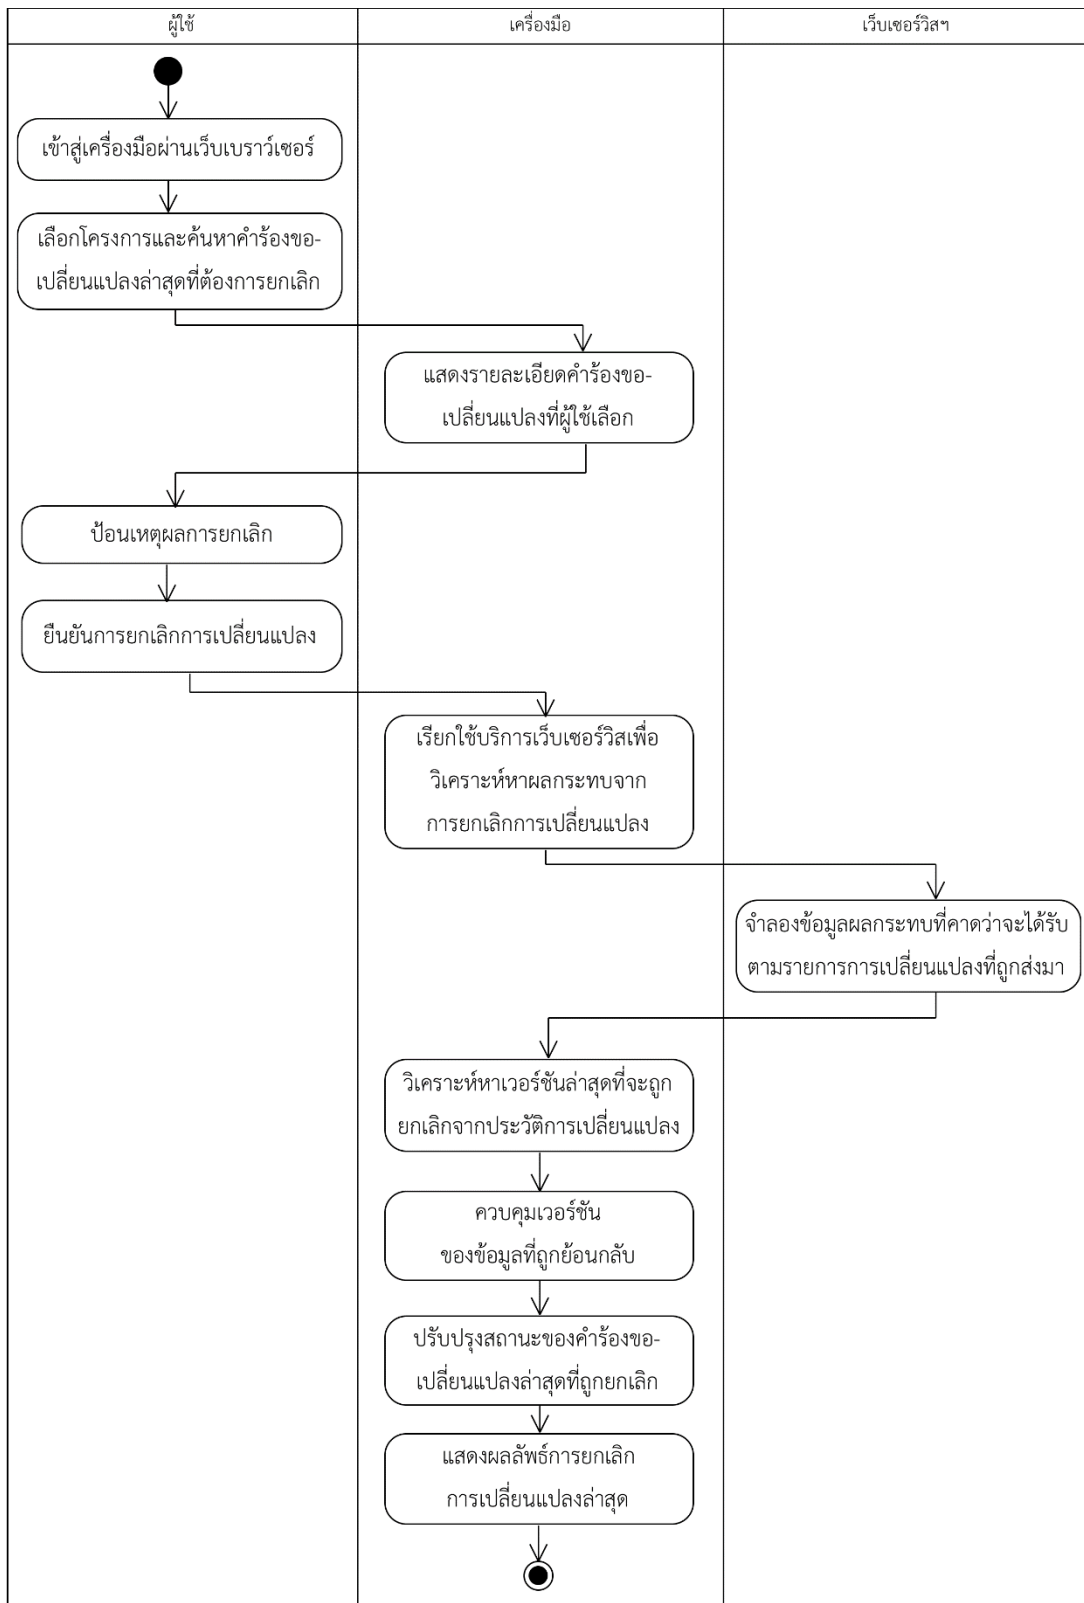 ผู้ใช้
เครื่องมือ
เว็บเซอร์วิสฯ
เข้าสู่เครื่องมือผ่านเว็บเบราว์เซอร์
เลือกโครงการและค้นหาคำร้องขอ-
เปลี่ยนแปลงล่าสุดที่ต้องการยกเลิก
แสดงรายละเอียดคำร้องขอ-
เปลี่ยนแปลงที่ผู้ใช้เลือก
ป้อนเหตุผลการยกเลิก
ยืนยันการยกเลิกการเปลี่ยนแปลง
เรียกใช้บริการเว็บเซอร์วิสเพื่อ
วิเคราะห์หาผลกระทบจาก
การยกเลิกการเปลี่ยนแปลง
จำลองข้อมูลผลกระทบที่คาดว่าจะได้รับ
ตามรายการการเปลี่ยนแปลงที่ถูกส่งมา
วิเคราะห์หาเวอร์ชันล่าสุดที่จะถูก
ยกเลิกจากประวัติการเปลี่ยนแปลง
ควบคุมเวอร์ชัน
ของข้อมูลที่ถูกย้อนกลับ
ปรับปรุงสถานะของคำร้องขอ-
เปลี่ยนแปลงล่าสุดที่ถูกยกเลิก
แสดงผลลัพธ์การยกเลิก
การเปลี่ยนแปลงล่าสุด